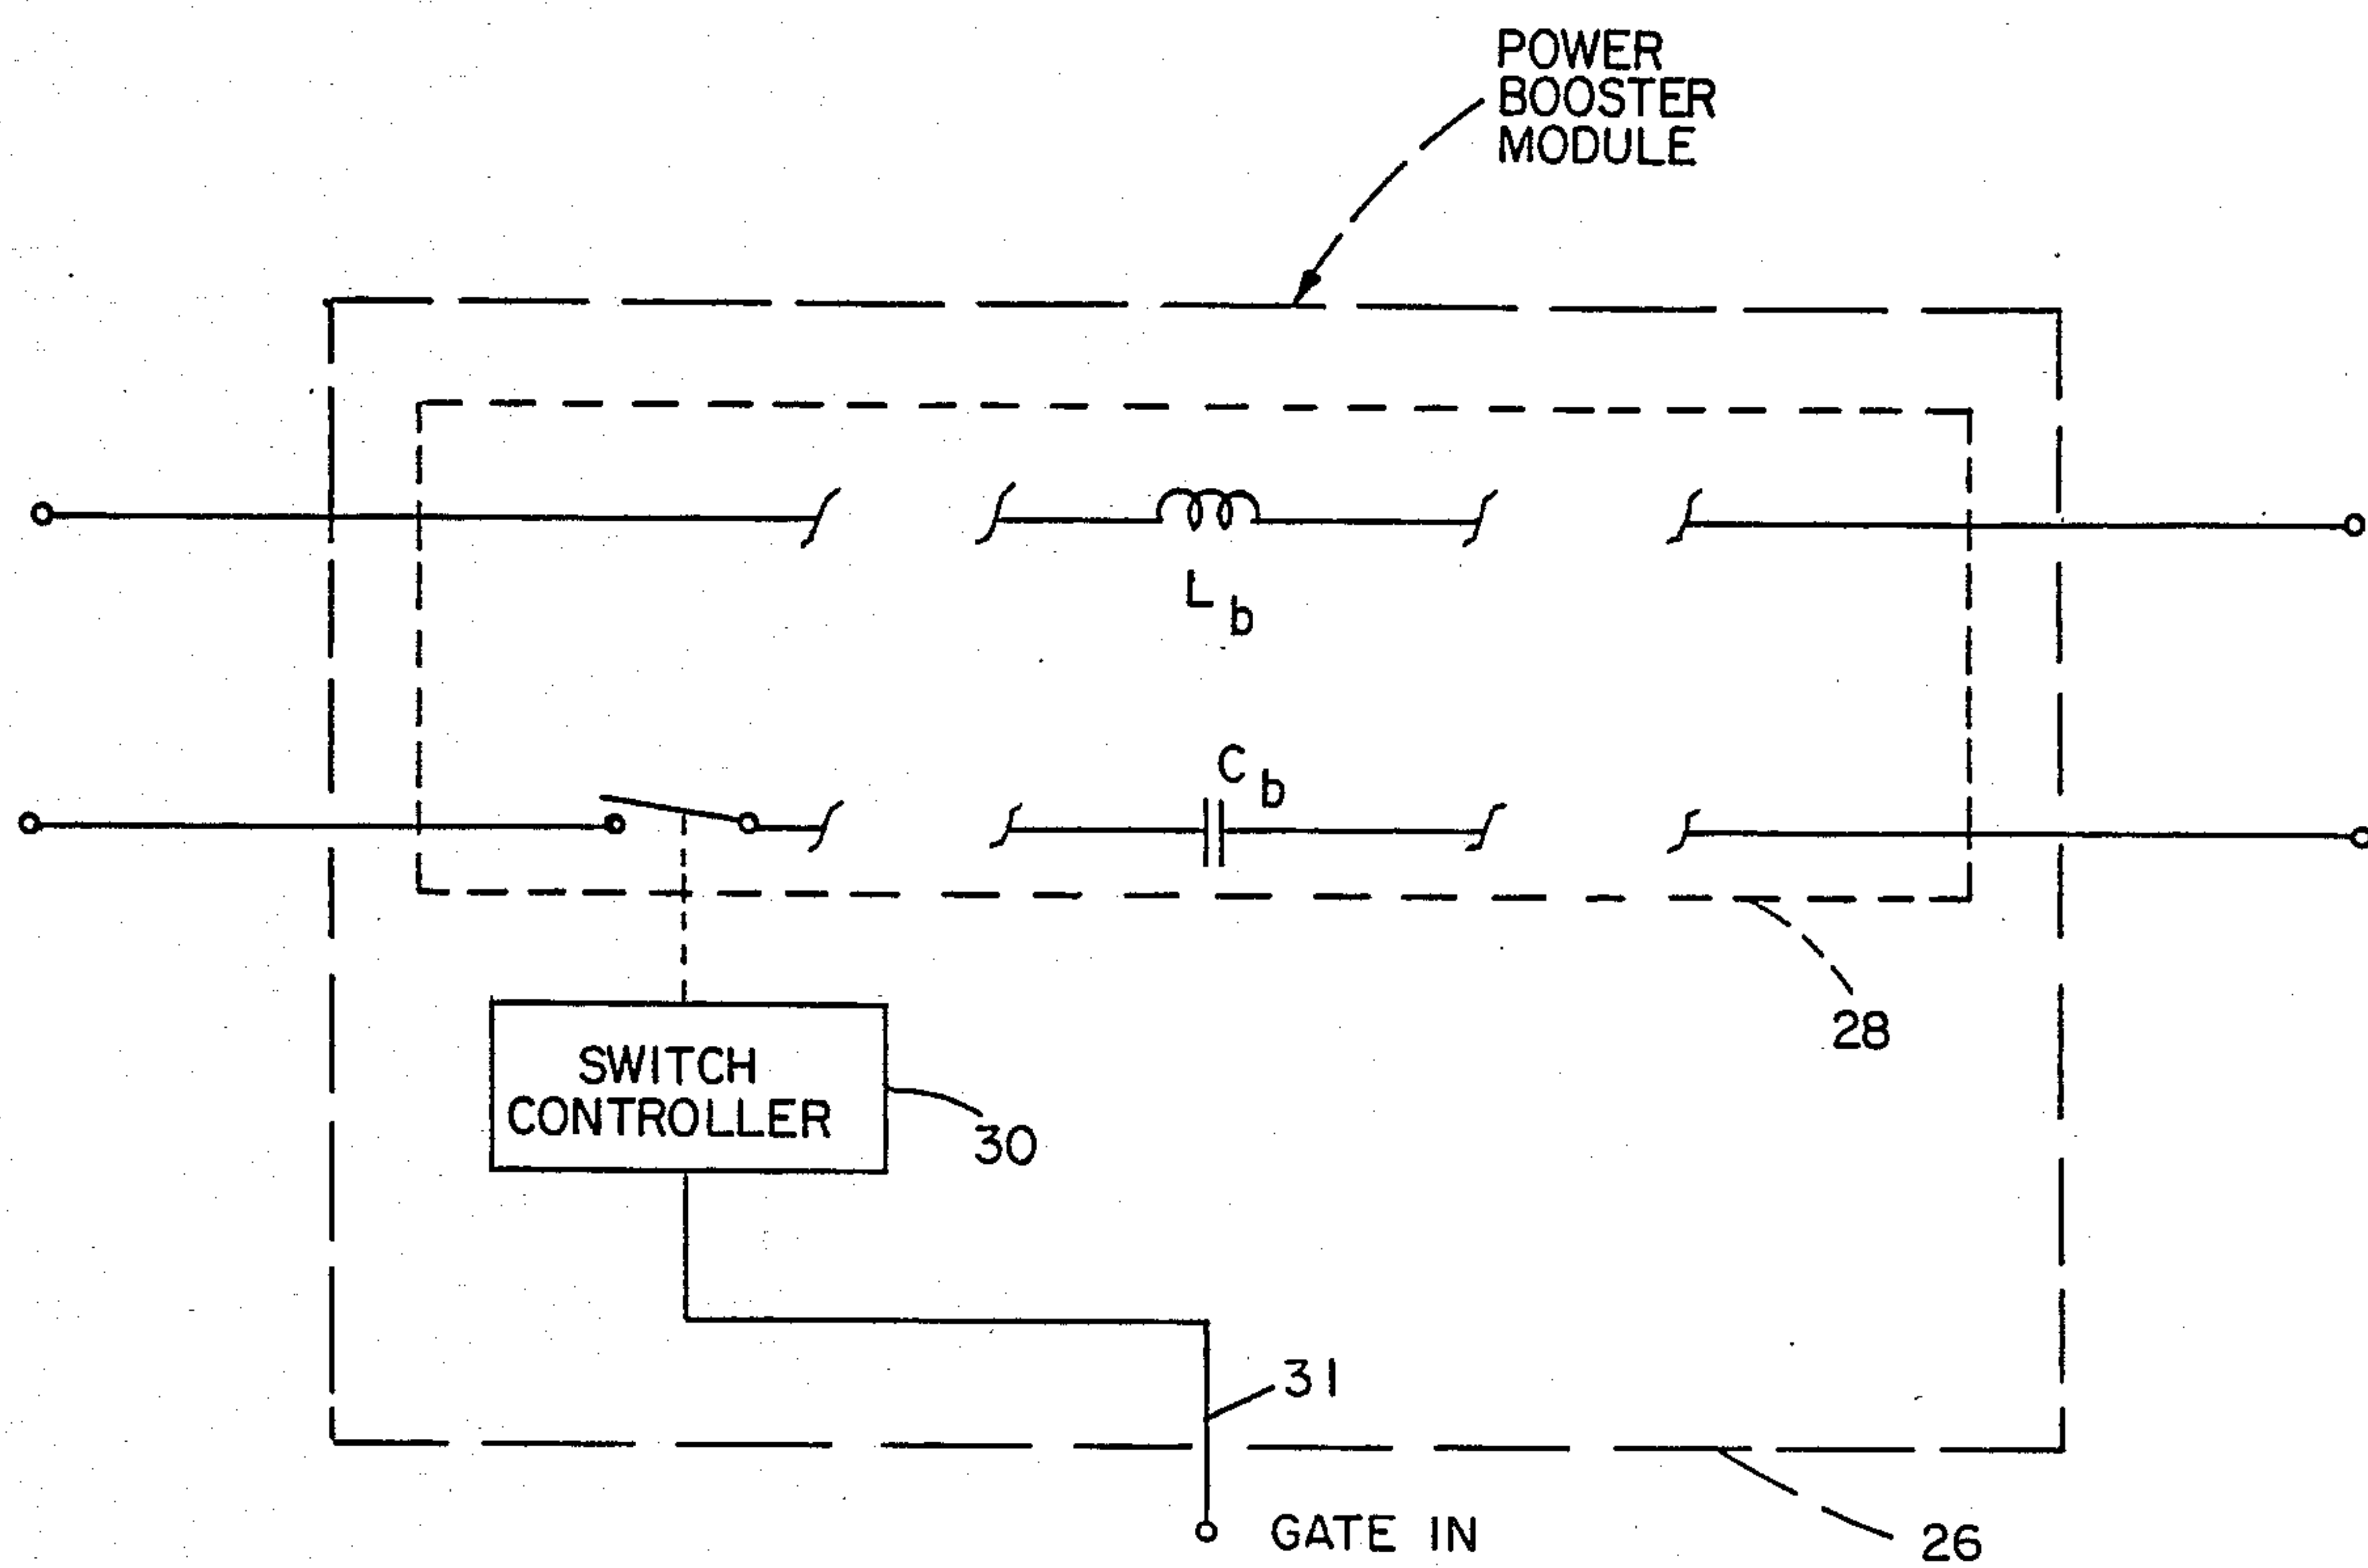 POWER
BOOSTER
MODULE
L b
C b
28
SWITCH
CONTROLLER
30
31
GATE IN
26